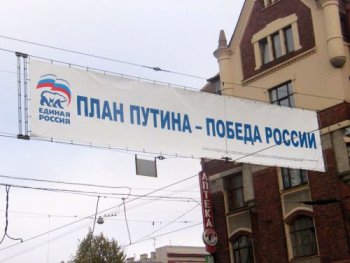 ЕДИНАЯ
РОССИЯ
ПЛАН ПУТИНА – ПОБЕДА РОССИИ
АПТЕКА